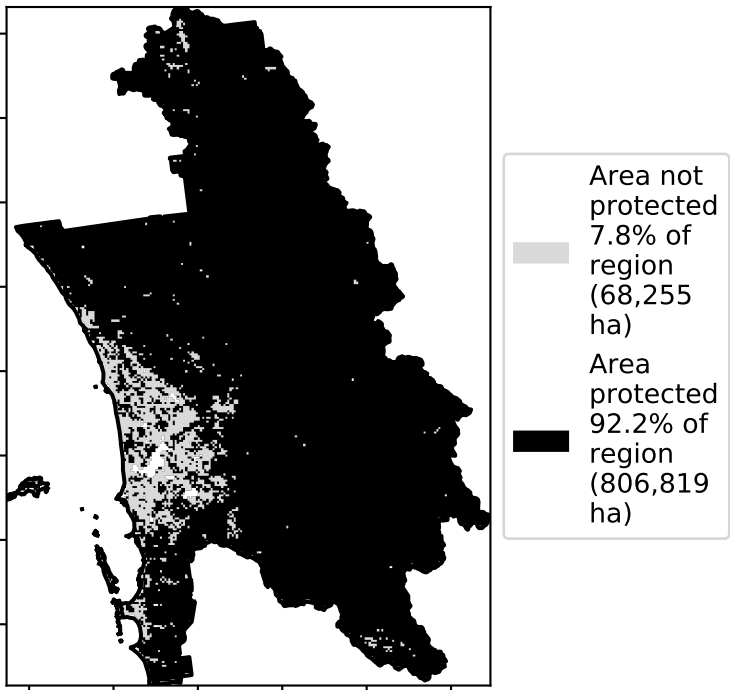 Area not
protected
7.8% of
region
(68,255
ha)
Area
protected
92.2% of
region
(806,819
ha)